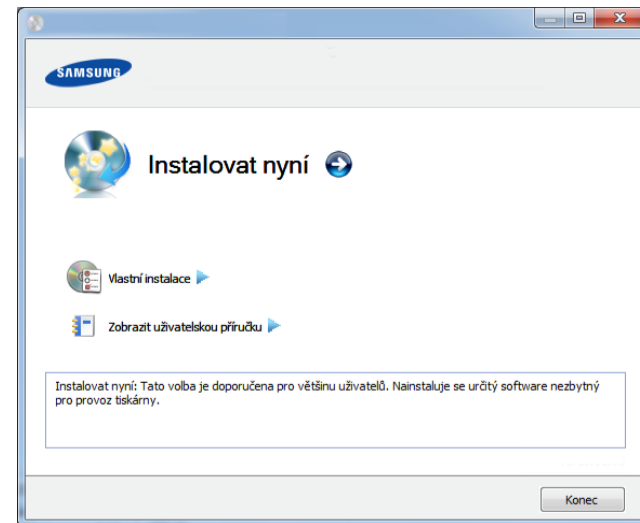 SAMSUNG
Instalovat nyní
Vlastní instalace
Zobrazit uživatelskou příručku
Instalovat nyní: Tato volba je doporučena pro většinu uživatelů. Nainstaluje se určitý software nezbytný
pro provoz tiskárny.
Konec